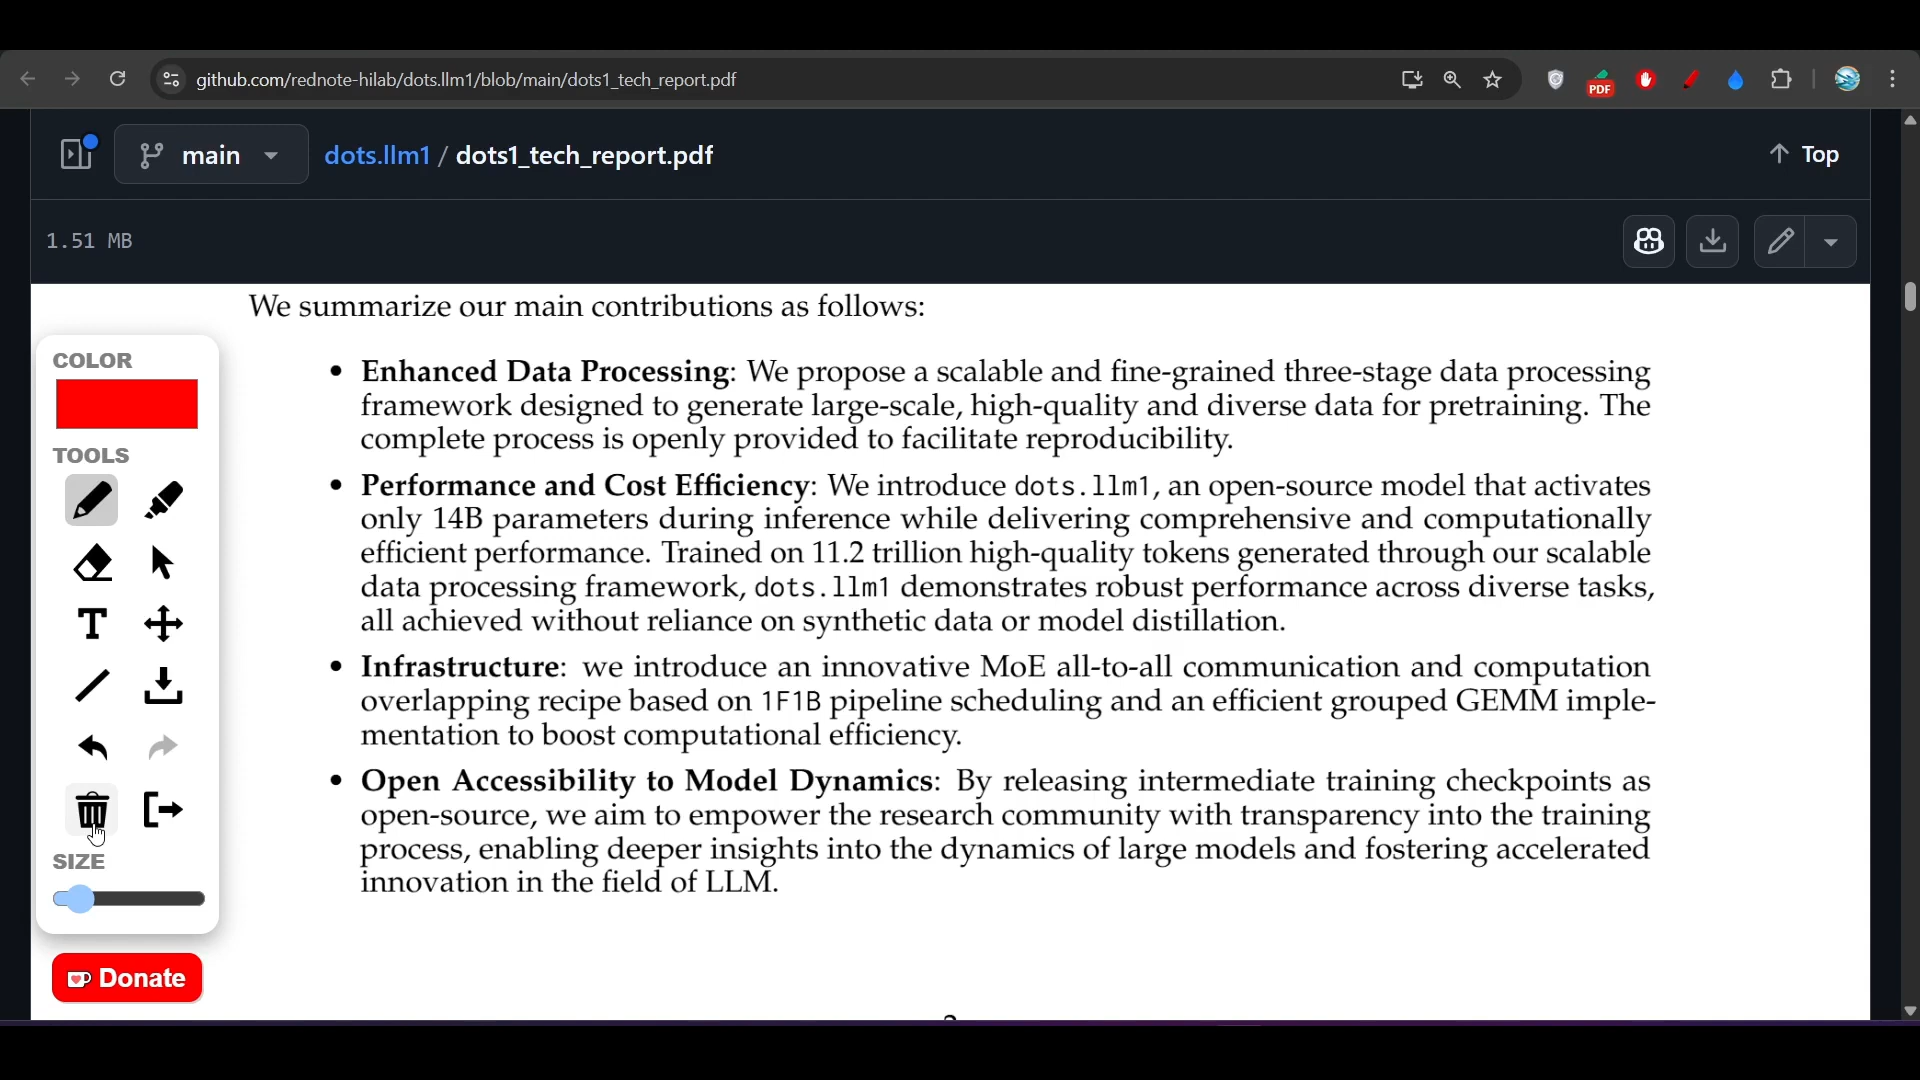 github.com/rednote-hilab/dots.llm1/blob/main/dots1_tech_report.pdf
PDF
main
dots.llm1 / dots1_tech_report.pdf
Top
1.51 MB
We summarize our main contributions as follows:
• Enhanced Data Processing: We propose a scalable and fine-grained three-stage data processing
framework designed to generate large-scale, high-quality and diverse data for pretraining. The
complete process is openly provided to facilitate reproducibility.
• Performance and Cost Efficiency: We introduce dots.llm1, an open-source model that activates
only 14B parameters during inference while delivering comprehensive and computationally
efficient performance. Trained on 11.2 trillion high-quality tokens generated through our scalable
data processing framework, dots.llm1 demonstrates robust performance across diverse tasks,
all achieved without reliance on synthetic data or model distillation.
• Infrastructure: we introduce an innovative MoE all-to-all communication and computation
overlapping recipe based on 1F1B pipeline scheduling and an efficient grouped GEMM imple-
mentation to boost computational efficiency.
• Open Accessibility to Model Dynamics: By releasing intermediate training checkpoints as
open-source, we aim to empower the research community with transparency into the training
process, enabling deeper insights into the dynamics of large models and fostering accelerated
innovation in the field of LLM.
COLOR
TOOLS
SIZE
Donate